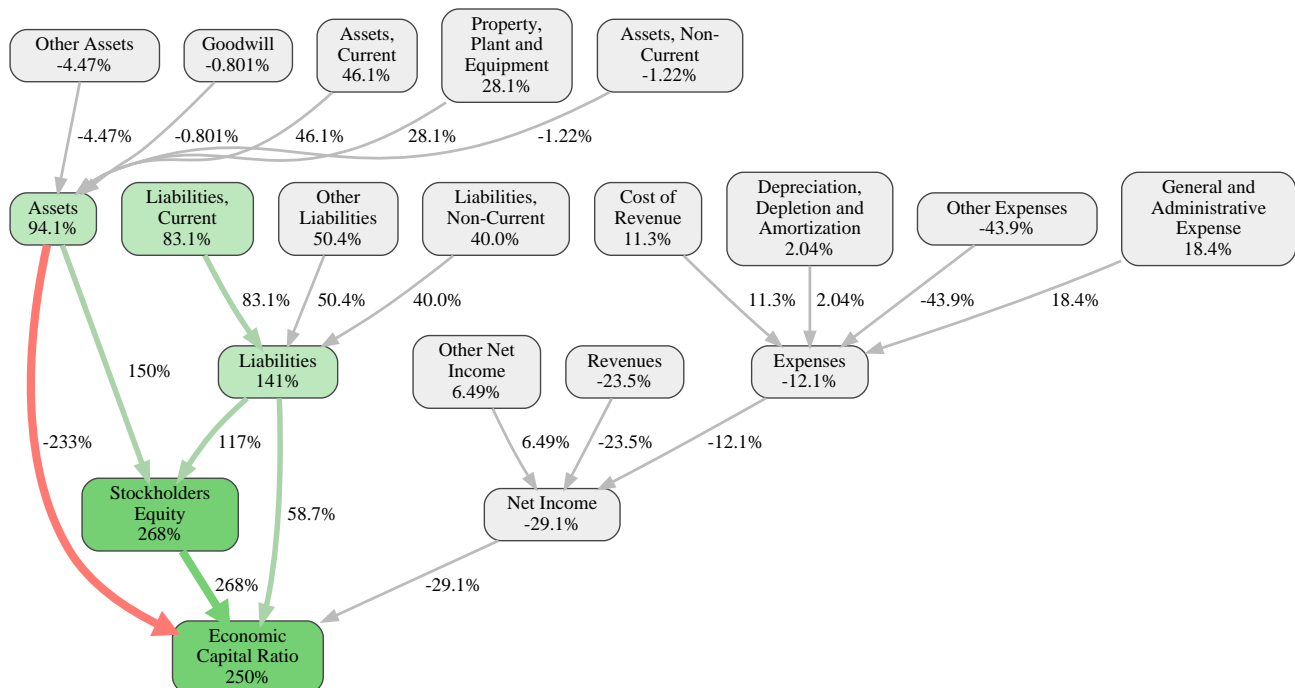 Other Assets
-4.47%
Goodwill
-0.801%
Assets,
Current
46.1%
Property,
Plant and
Equipment
28.1%
Assets, Non-
Current
-1.22%
-4.47%
-0.801%
46.1%
28.1%
-1.22%
Assets
94.1%
Liabilities,
Current
83.1%
Other
Liabilities
50.4%
Liabilities,
Non-Current
40.0%
Cost of
Revenue
11.3%
Depreciation,
Depletion and
Amortization
2.04%
Other Expenses
-43.9%
General and
Administrative
Expense
18.4%
83.1%
50.4%
40.0%
11.3%
2.04%
-43.9%
18.4%
Liabilities
141%
Other Net
Income
6.49%
Revenues
-23.5%
Expenses
-12.1%
150%
-233%
117%
6.49%
-23.5%
-12.1%
Stockholders
Equity
268%
58.7%
Net Income
-29.1%
268%
-29.1%
Economic
Capital Ratio
250%